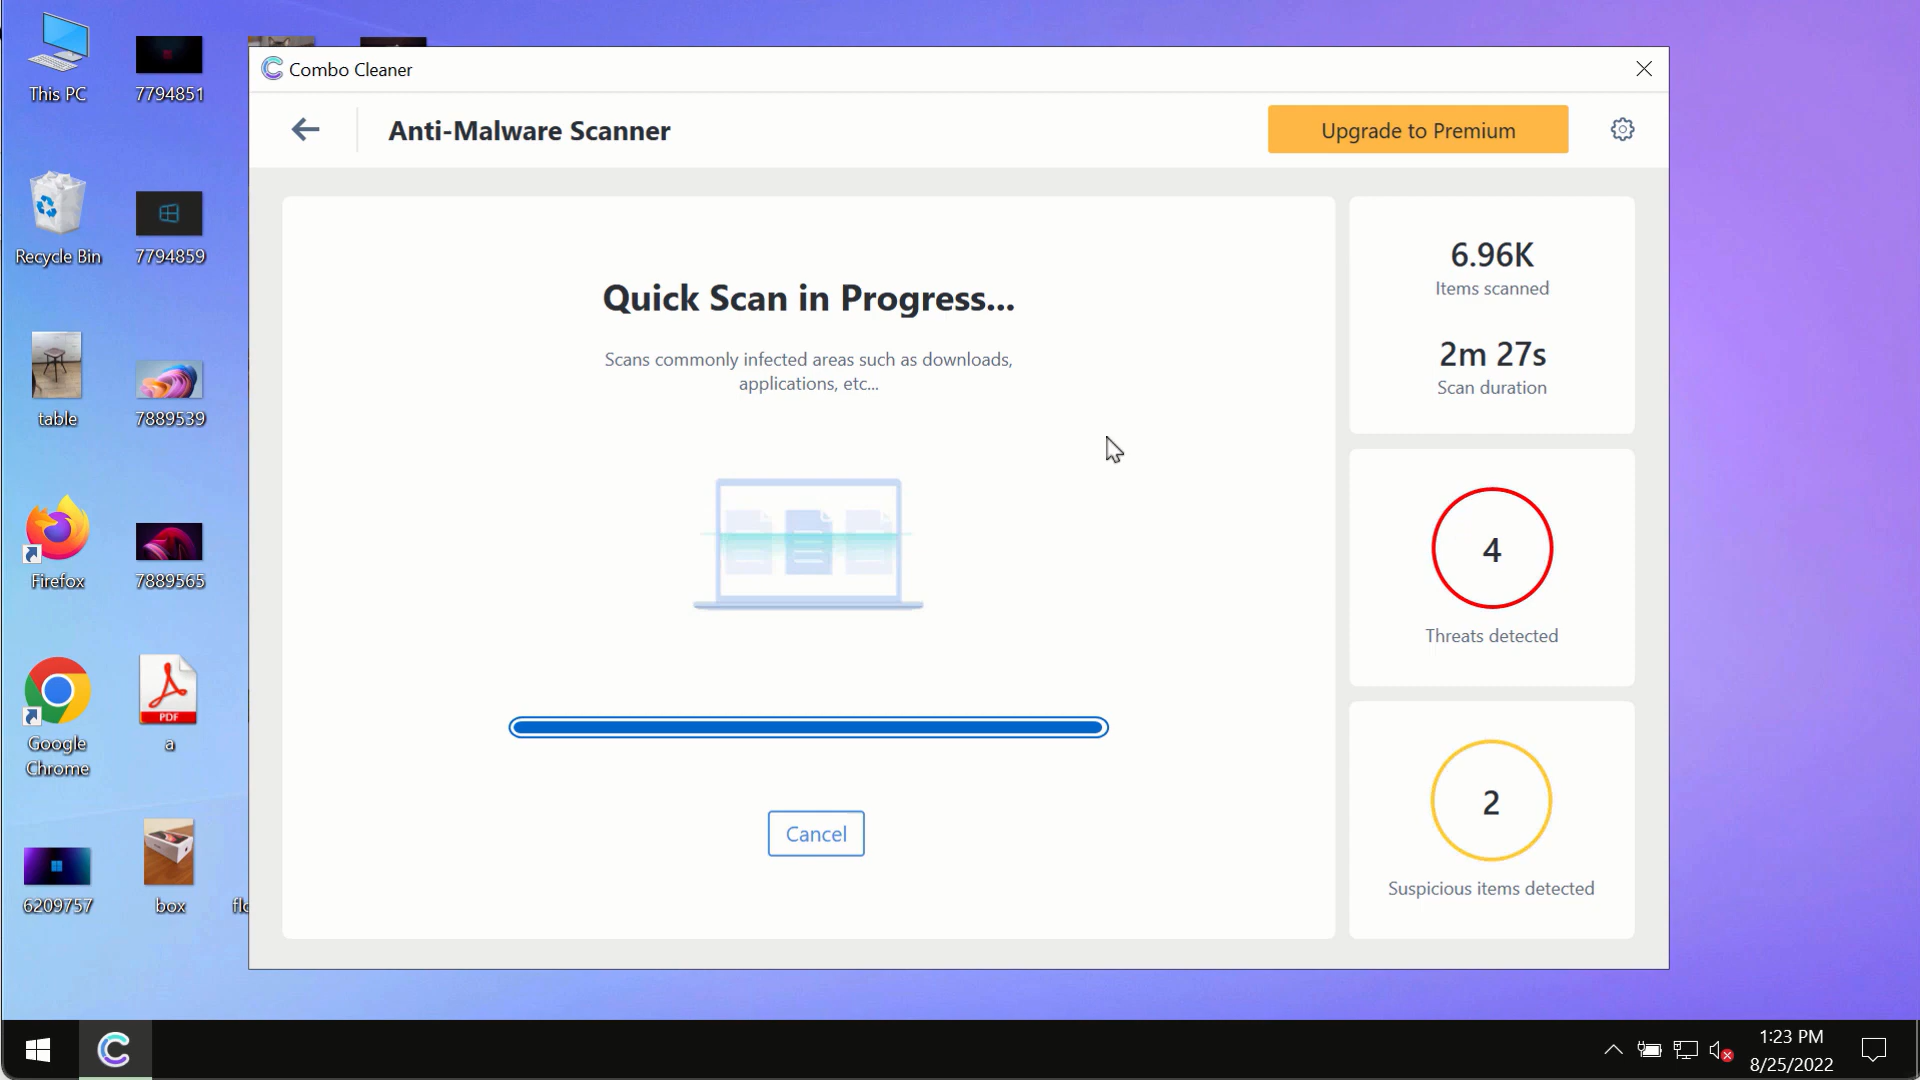 This PC
7794851
Recycle Bin
7794859
table
7889539
Firefox
7889565
Google
Chrome
PDF
a
6209757
box
Combo Cleaner
Anti-Malware Scanner
Upgrade to Premium
Quick Scan in Progress...
Scans commonly infected areas such as downloads,
applications, etc...
Cancel
6.96K
Items scanned
2m 27s
Scan duration
4
Threats detected
2
Suspicious items detected
1:23 PM
8/25/2022